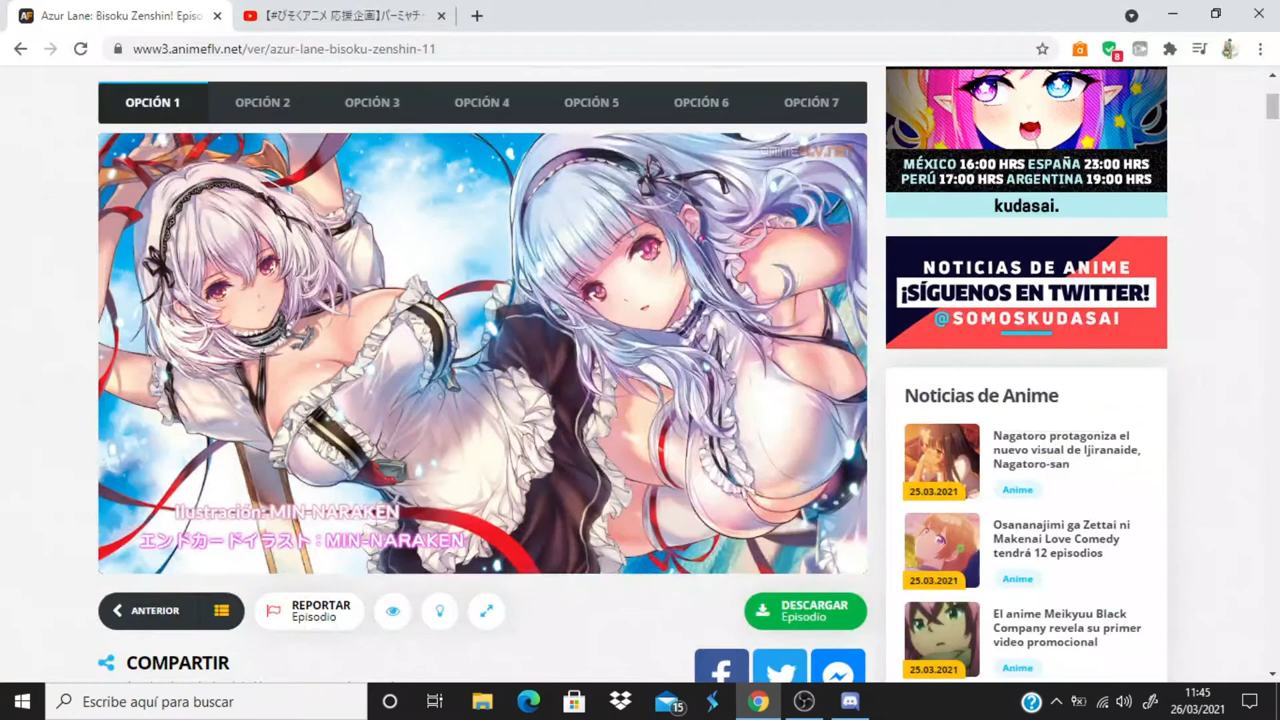 Azur Lane: Bisoku Zenshin! Episo
【#びそくアニメ 応援企画】パーミャチ
www3.animeflv.net/ver/azur-lane-bisoku-zenshin-11
8
OPCIÓN 1
OPCIÓN 2
OPCIÓN 3
OPCIÓN 4
OPCIÓN 5
OPCIÓN 6
OPCIÓN 7
animeflv.net
Ilustración: MIN-NARAKEN
エンドカードイラスト：MIN-NARAKEN
ANTERIOR
REPORTAR
Episodio
DESCARGAR
Episodio
COMPARTIR
MÉXICO 16:00 HRS ESPAÑA 23:00 HRS
PERÚ 17:00 HRS ARGENTINA 19:00 HRS
kudasai.
NOTICIAS DE ANIME
¡SÍGUENOS EN TWITTER!
@SOMOSKUDASAI
Noticias de Anime
Nagatoro protagoniza el
nuevo visual de Ijiranaide,
Nagatoro-san
25.03.2021
Anime
Osananajimi ga Zettai ni
Makenai Love Comedy
tendrá 12 episodios
25.03.2021
Anime
El anime Meikyuu Black
Company revela su primer
video promocional
25.03.2021
Anime
Escribe aquí para buscar
15
11:45
26/03/2021